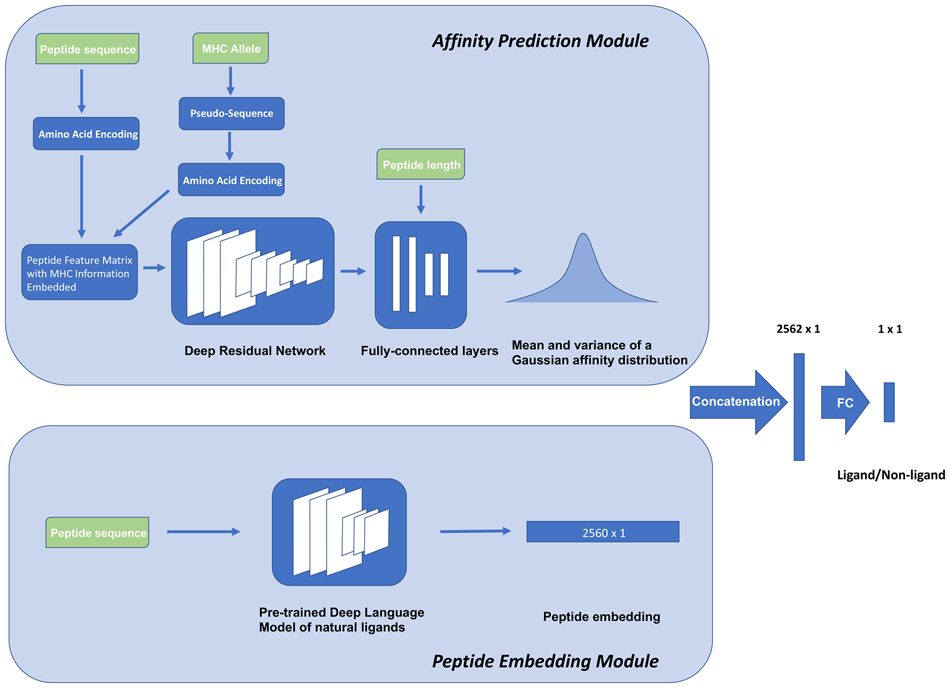 Affinity Prediction Module
Peptide sequence
MHC Allele
Pseudo-Sequence
Amino Acid Encoding
Peptide length
Amino Acid Encoding
Peptide Feature Matrix
with MHC Information
Embedded
Deep Residual Network
Fully-connected layers
Mean and variance of a
Gaussian affinity distribution
2562 x 1
1 x 1
Concatenation
FC
Ligand/Non-ligand
Peptide sequence
2560 x 1
Pre-trained Deep Language
Model of natural ligands
Peptide embedding
Peptide Embedding Module